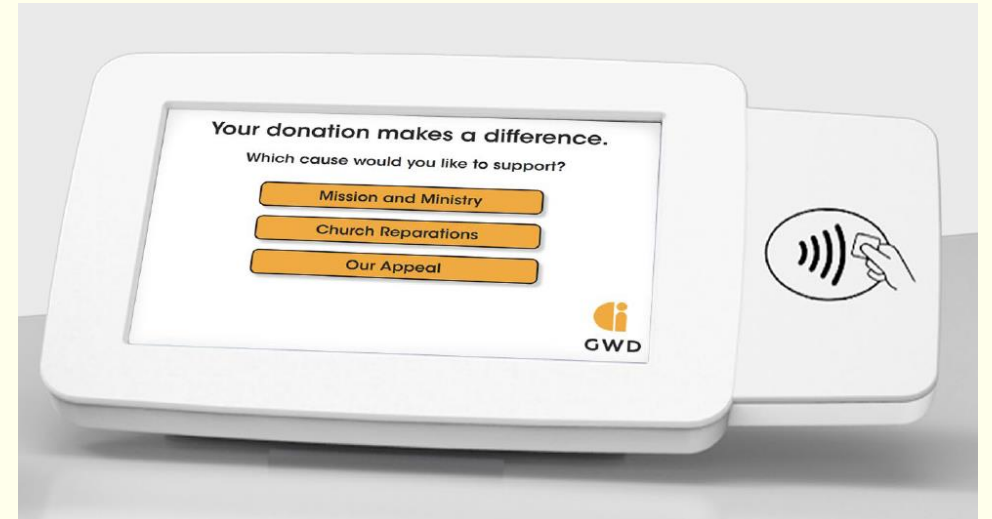 Your donation makes a difference.
Which cause would you like to support?
Mission and Ministry
Church Reparations
Our Appeal
GWD